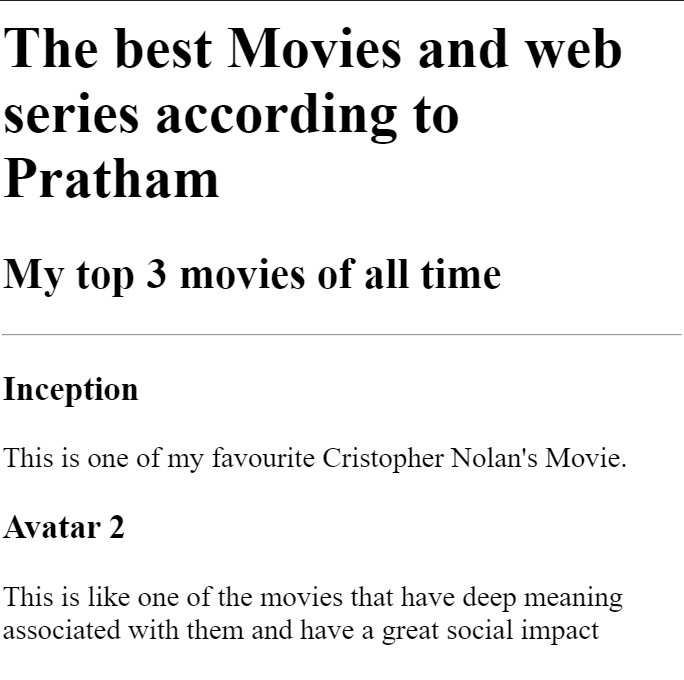 The best Movies and web
series according to
Pratham
My top 3 movies of all time
Inception
This is one of my favourite Cristopher Nolan's Movie.
Avatar 2
This is like one of the movies that have deep meaning
associated with them and have a great social impact